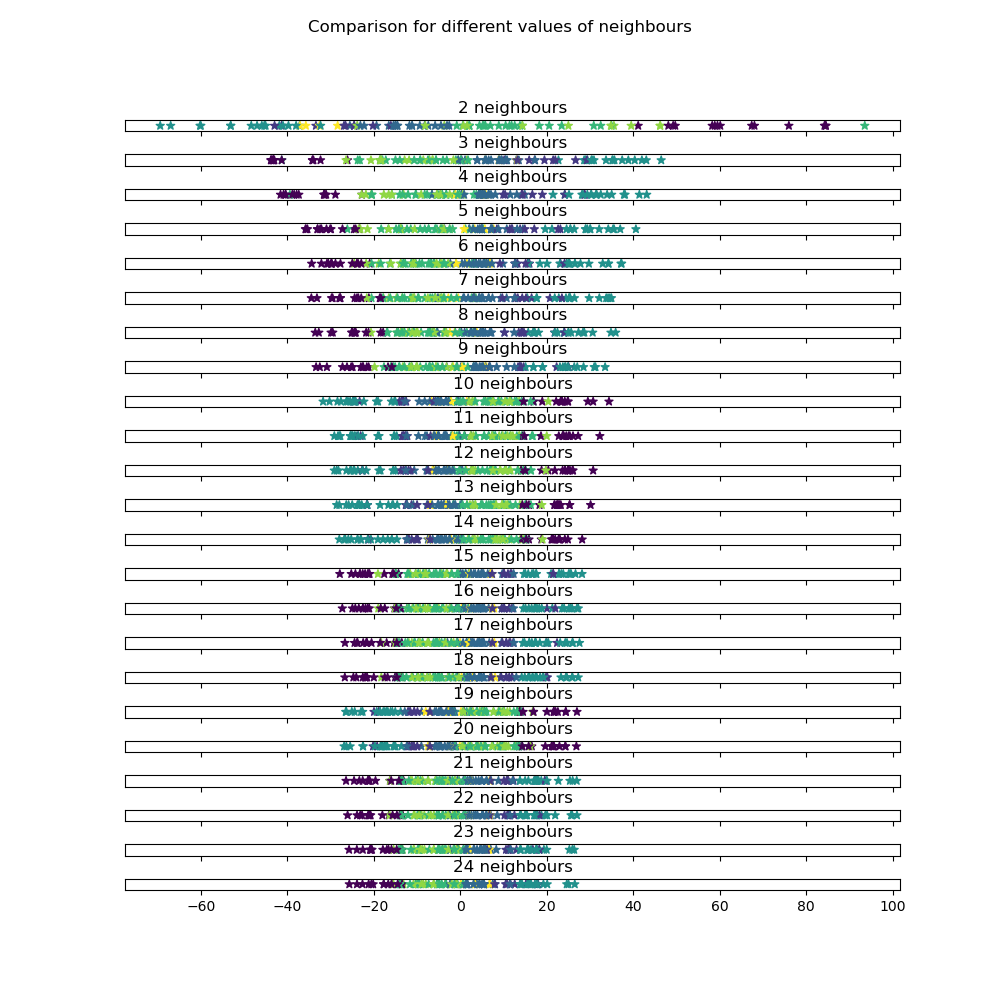 Comparison for different values of neighbours
2 neighbours
3 neighbours
4 neighbours
5 neighbours
6 neighbours
7 neighbours
8 neighbours
9 neighbours
10 neighbours
11 neighbours
12 neighbours
13 neighbours
14 neighbours
15 neighbours
16 neighbours
17 neighbours
18 neighbours
19 neighbours
20 neighbours
21 neighbours
22 neighbours
23 neighbours
24 neighbours
−60 −40 −20 0 20 40 60 80 100